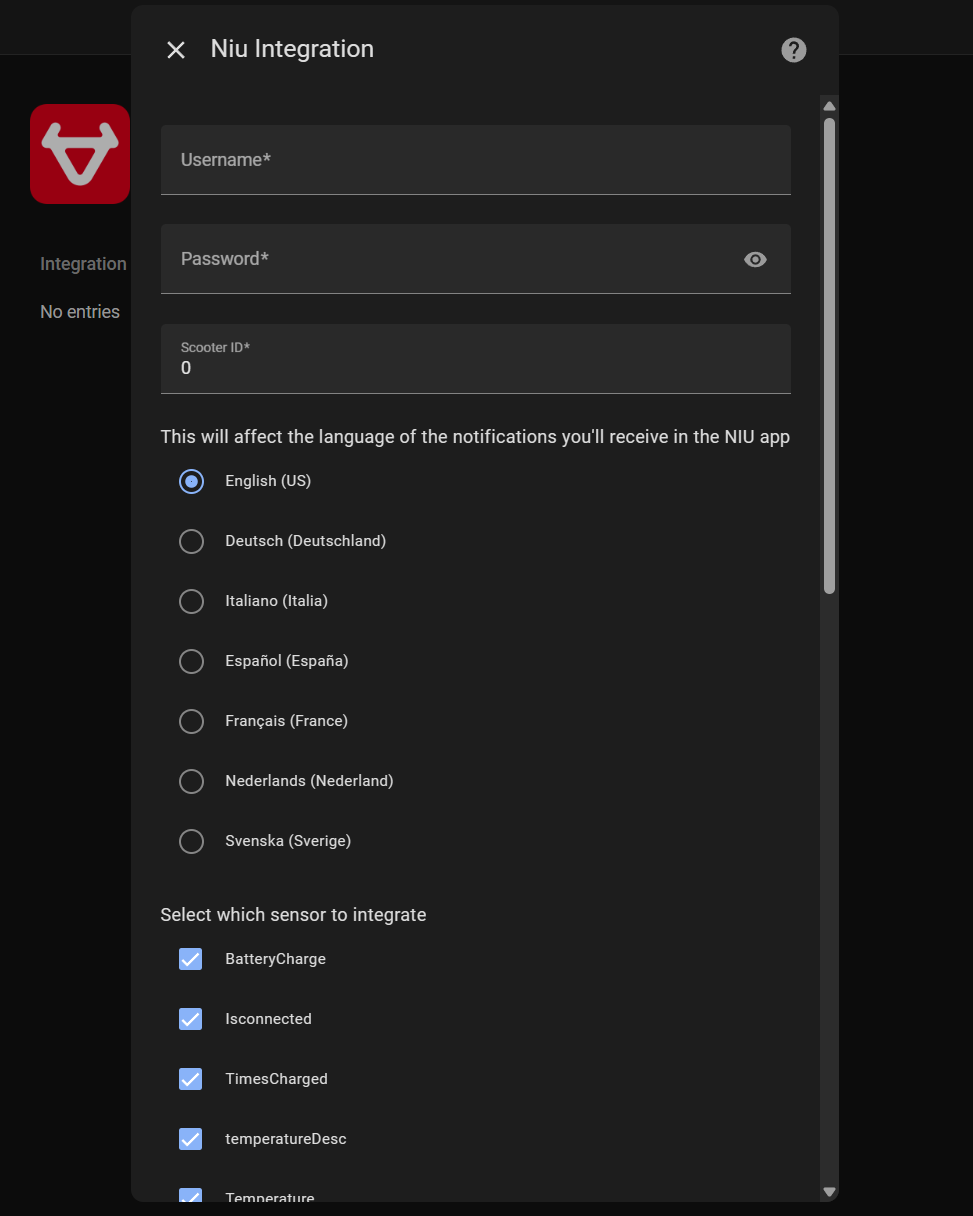 Niu Integration
Username*
Password*
Integration
No entries
Scooter ID*
0
This will affect the language of the notifications you'll receive in the NIU app
English (US)
Deutsch (Deutschland)
Italiano (Italia)
Español (España)
Français (France)
Nederlands (Nederland)
Svenska (Sverige)
Select which sensor to integrate
BatteryCharge
Isconnected
TimesCharged
temperatureDesc
Temperature